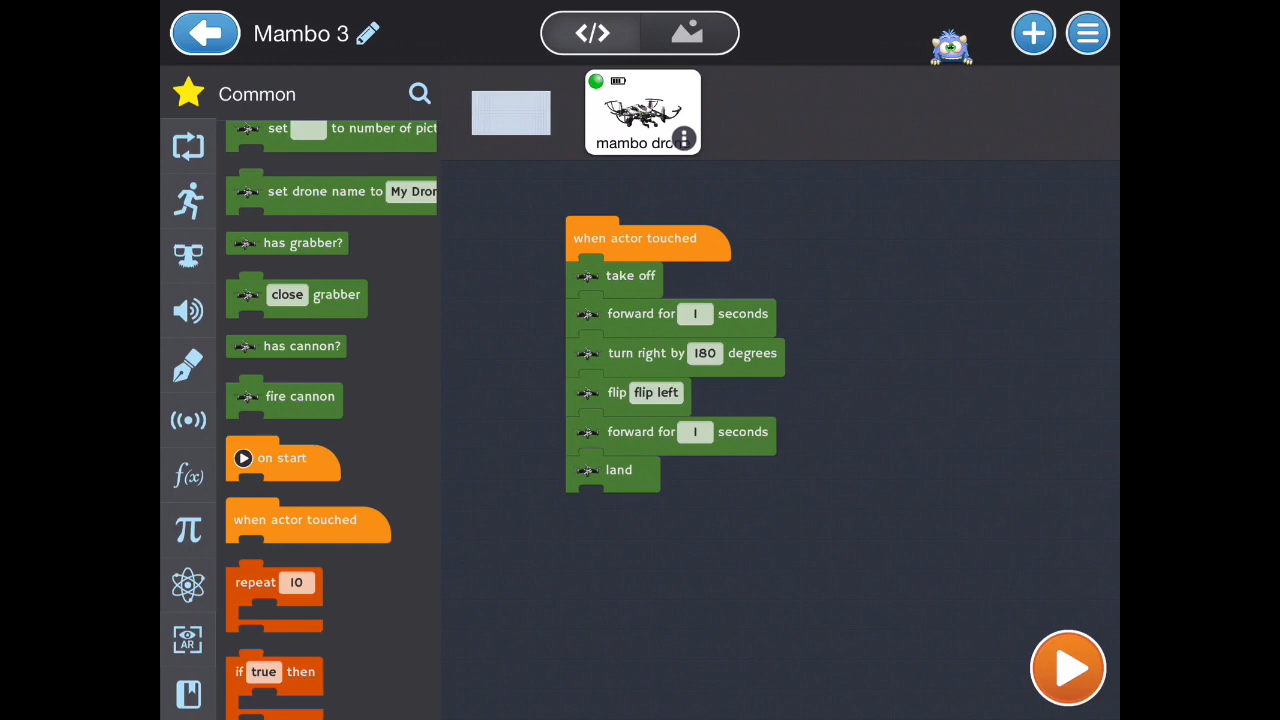 Mambo 3
Common
mambo dro
set to number of pict
set drone name to My Dron
has grabber?
close grabber
has cannon?
fire cannon
on start
when actor touched
repeat 10
if true then
f(x)
π
AR
when actor touched
take off
forward for 1 seconds
turn right by 180 degrees
flip flip left
forward for 1 seconds
land